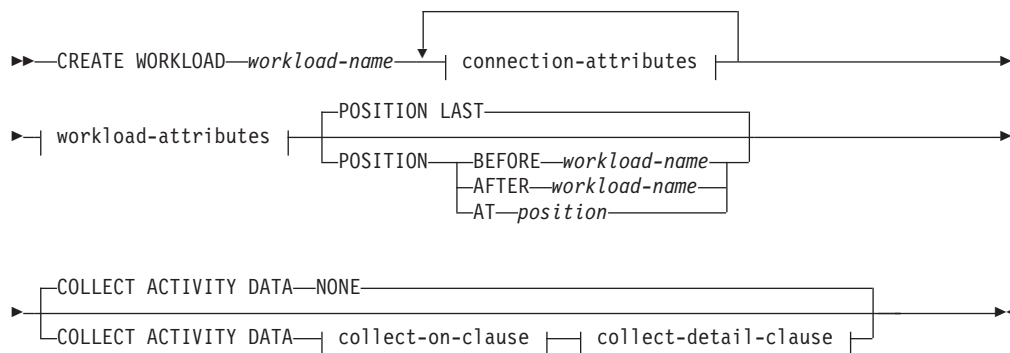 CREATE WORKLOAD workload-name connection-attributes
workload-attributes
POSITION LAST
POSITION BEFORE workload-name
AFTER workload-name
AT position
COLLECT ACTIVITY DATA NONE
COLLECT ACTIVITY DATA collect-on-clause collect-detail-clause